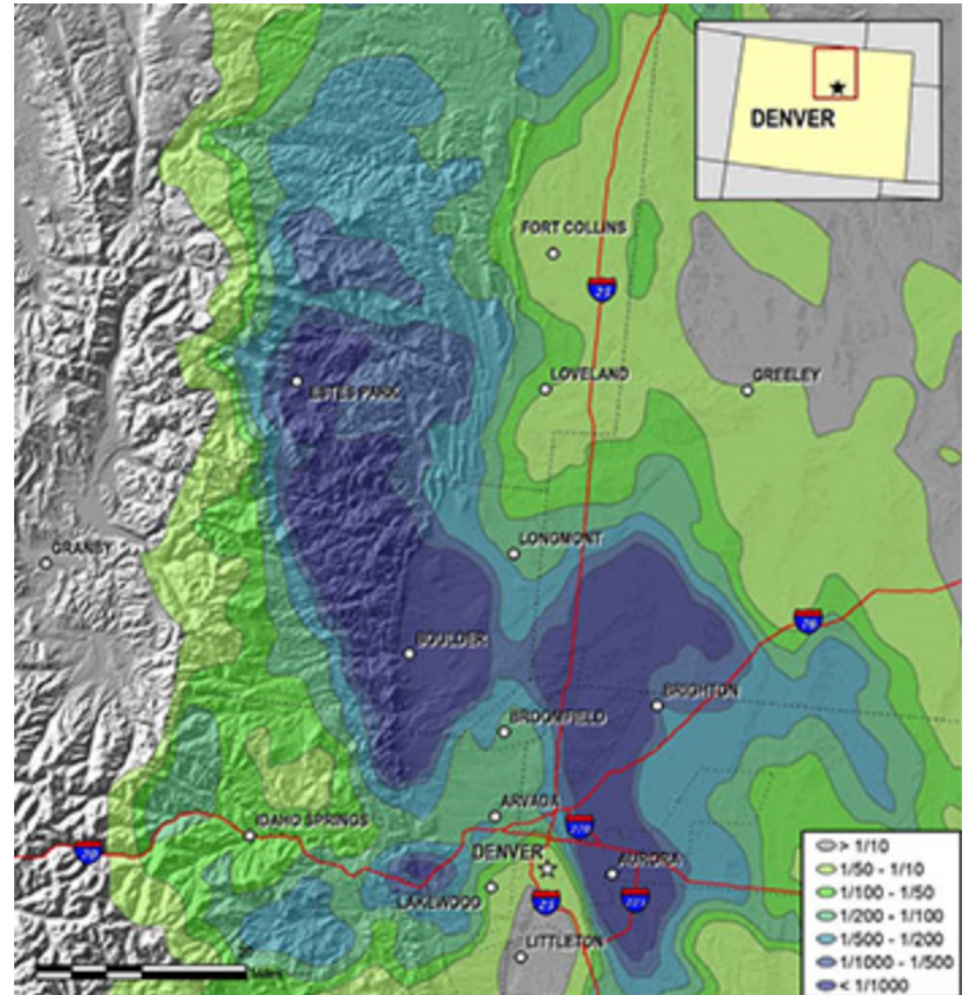 DENVER
FORT COLLINS
25
LOVELAND
GREELEY
ESTES PARK
GRANBY
LONGMONT
76
BOULDER
BRIGHTON
BROOMFIELD
ARVADA
270
IDAHO SPRINGS
70
DENVER
AURORA
LAKEWOOD
25
225
LITTLETON
Miles
> 1/10
1/50 - 1/10
1/100 - 1/50
1/200 - 1/100
1/500 - 1/200
1/1000 - 1/500
< 1/1000